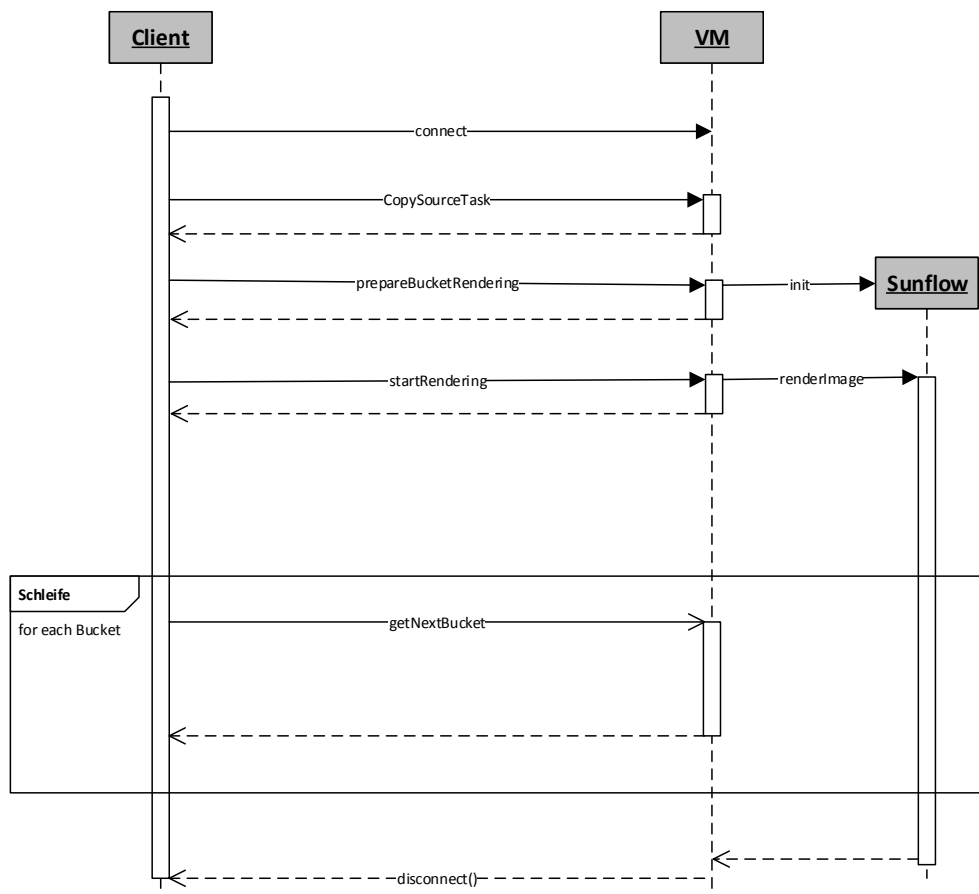 Client
VM
connect
CopySourceTask
prepareBucketRendering
init
Sunflow
startRendering
renderImage
Schleife
for each Bucket
getNextBucket
disconnect()